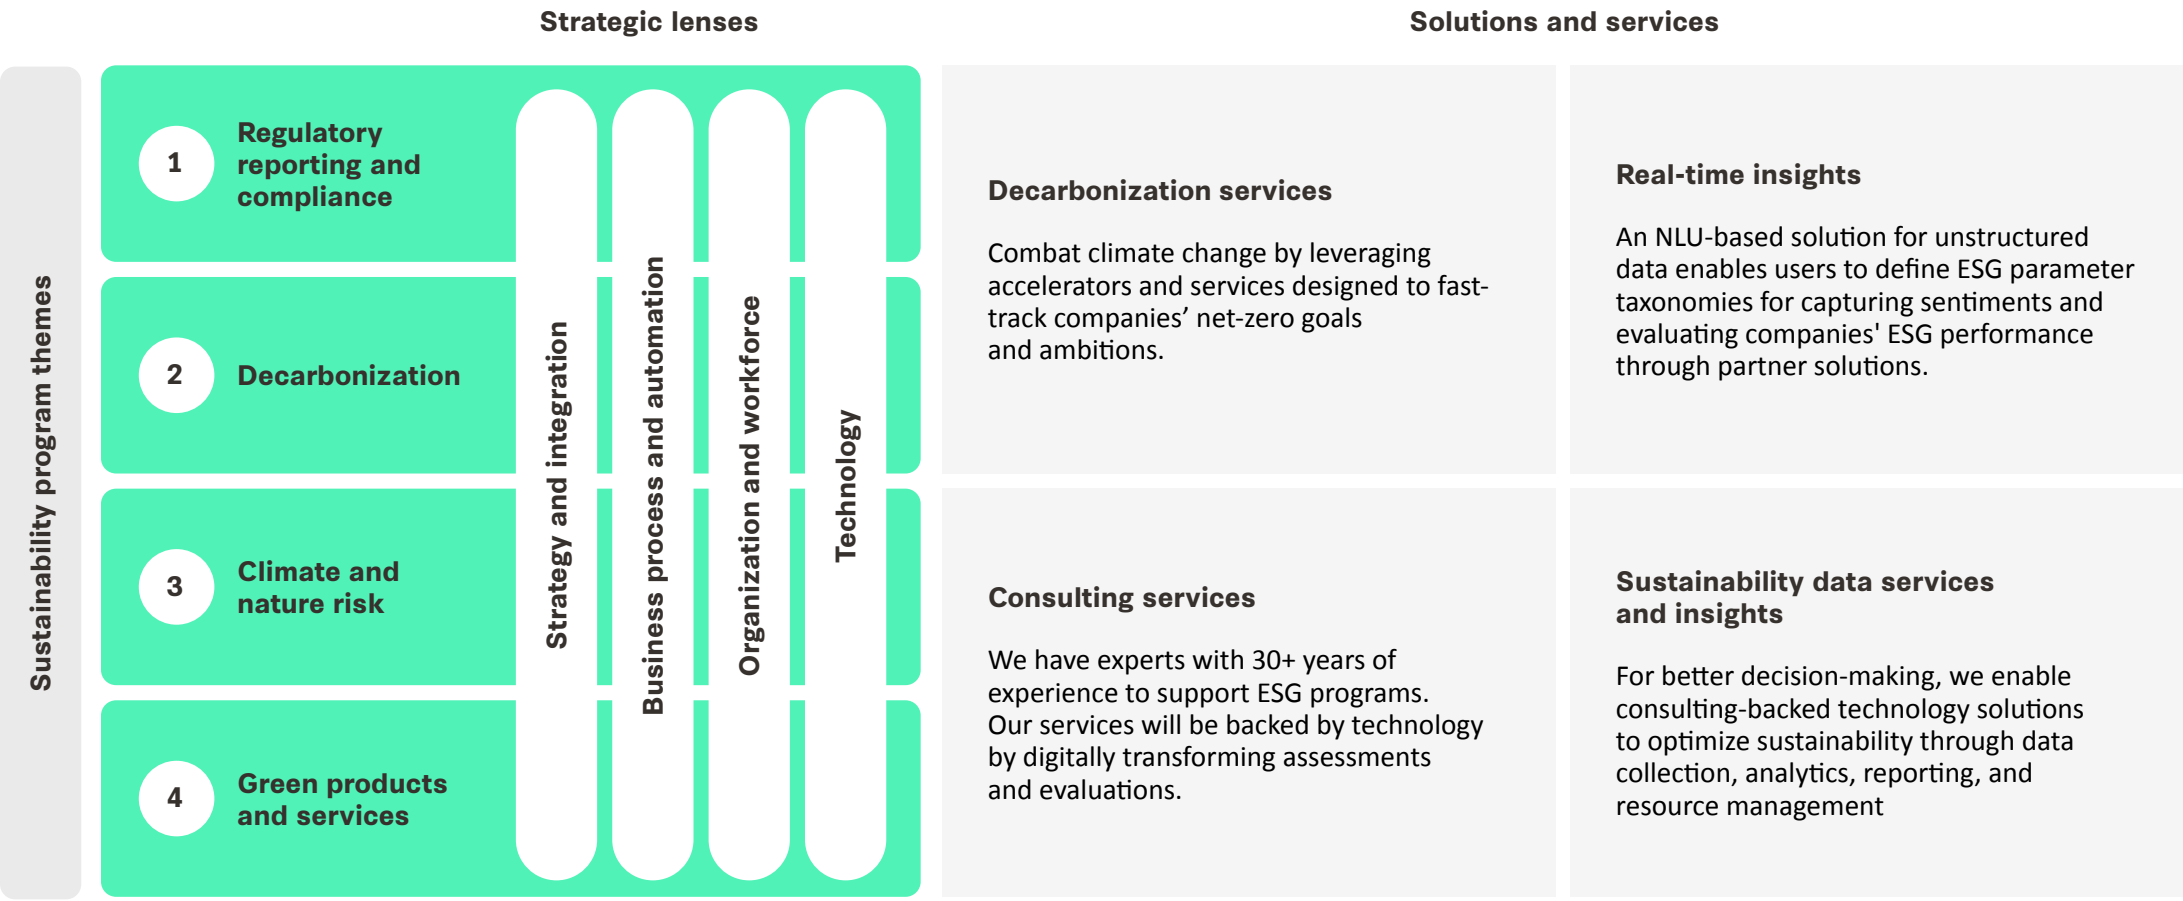 Strategic lenses
Solutions and services
Sustainability program themes
1
Regulatory
reporting and
compliance
2
Decarbonization
3
Climate and
nature risk
4
Green products
and services
Strategy and integration
Business process and automation
Organization and workforce
Technology
Decarbonization services
Combat climate change by leveraging
accelerators and services designed to fast-
track companies’ net-zero goals
and ambitions.
Real-time insights
An NLU-based solution for unstructured
data enables users to define ESG parameter
taxonomies for capturing sentiments and
evaluating companies' ESG performance
through partner solutions.
Consulting services
We have experts with 30+ years of
experience to support ESG programs.
Our services will be backed by technology
by digitally transforming assessments
and evaluations.
Sustainability data services
and insights
For better decision-making, we enable
consulting-backed technology solutions
to optimize sustainability through data
collection, analytics, reporting, and
resource management